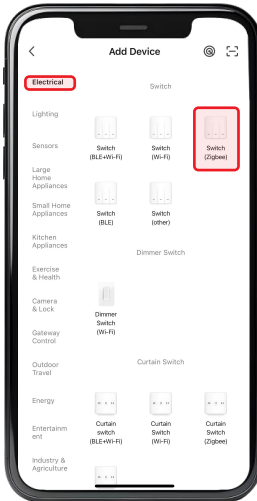 Add Device
Electrical
Lighting
Sensors
Large
Home
Appliances
Small Home
Appliances
Kitchen
Appliances
Exercise
& Health
Camera
& Lock
Gateway
Control
Outdoor
Travel
Energy
Entertainm
ent
Industry &
Agriculture
Switch
Switch
(BLE+Wi-Fi)
Switch
(Wi-Fi)
Switch
(Zigbee)
Switch
(BLE)
Switch
(other)
Dimmer Switch
Dimmer
Switch
(Wi-Fi)
Curtain Switch
Curtain
switch
(BLE+Wi-Fi)
Curtain
Switch
(Wi-Fi)
Curtain
Switch
(Zigbee)